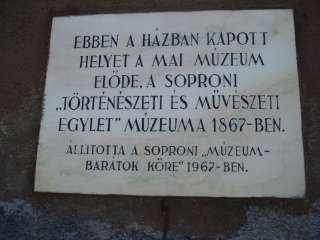 EBBEN A HÁZBAN KAPOTT
HELYET A MAI MÚZEUM
ELŐDE, A SOPRONI
„TÖRTÉNÉSZETI ÉS MŰVÉSZETI
EGYLET” MÚZEUMA 1867-BEN.
ÁLLITOTTA A SOPRONI „MÚZEUM-
BARÁTOK KÖRE” 1967-BEN.